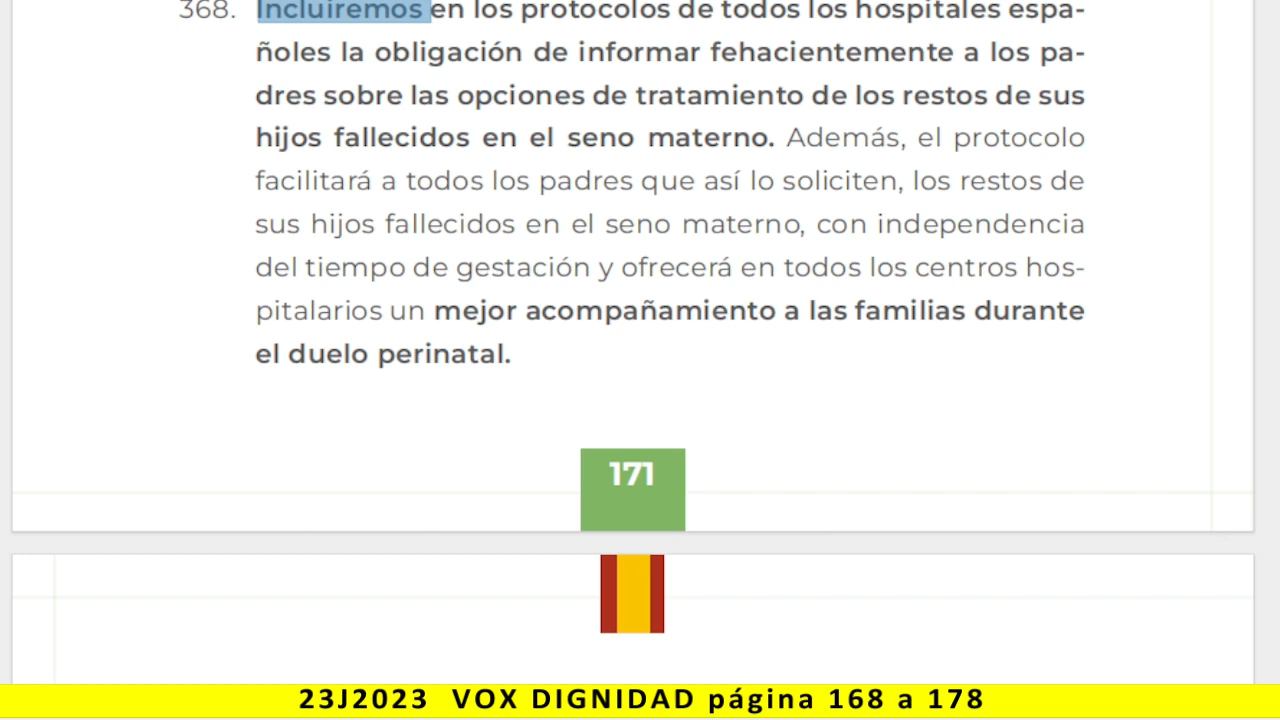 368. Incluiremos en los protocolos de todos los hospitales espa-
ñoles la obligación de informar fehacientemente a los pa-
dres sobre las opciones de tratamiento de los restos de sus
hijos fallecidos en el seno materno. Además, el protocolo
facilitará a todos los padres que así lo soliciten, los restos de
sus hijos fallecidos en el seno materno, con independencia
del tiempo de gestación y ofrecerá en todos los centros hos-
pitalarios un mejor acompañamiento a las familias durante
el duelo perinatal.
171
23J2023 VOX DIGNIDAD página 168 a 178